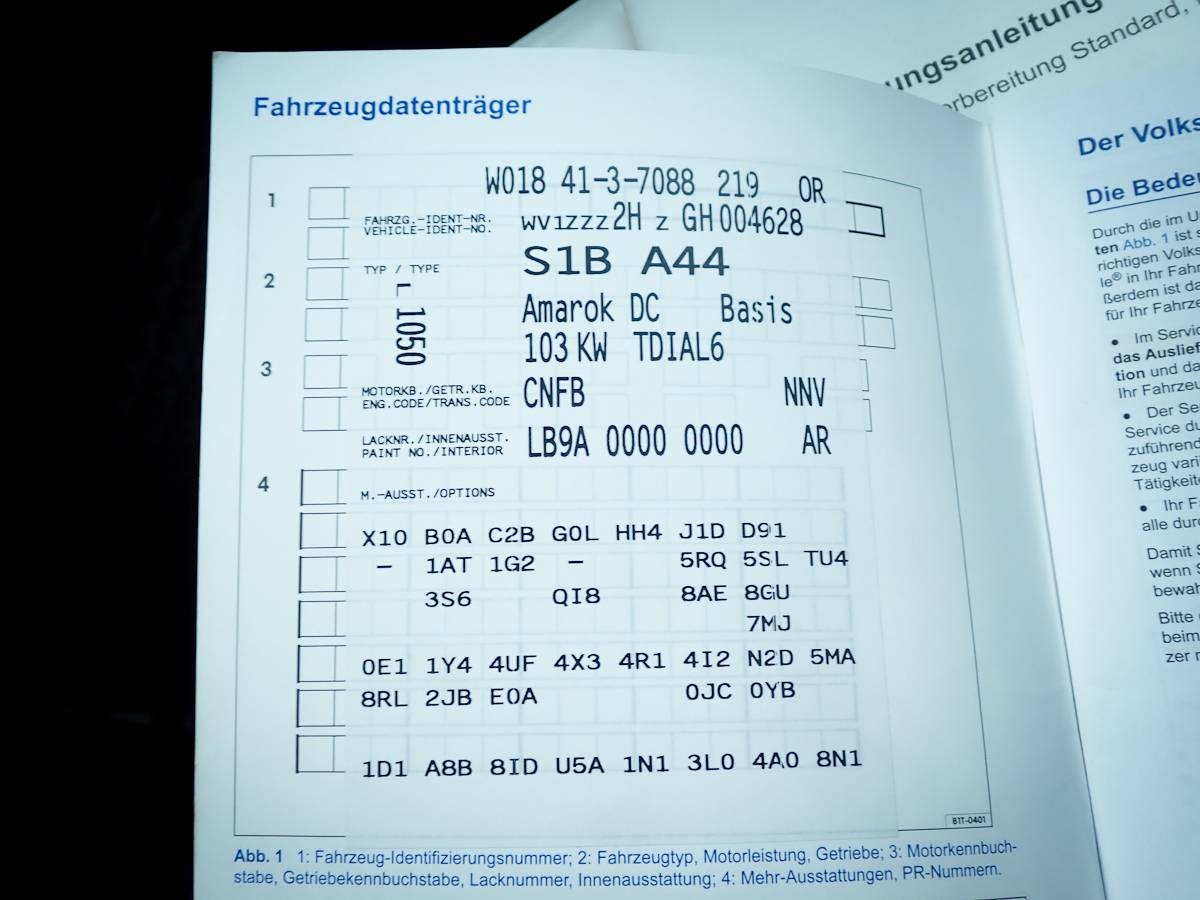 ungsanleitung
orbereitung Standard,
Fahrzeugdatenträger
1
W018 41-3-7088 219 OR
FAHRZG.-IDENT-NR.
VEHICLE-IDENT-NO.
WV1ZZZ2H Z GH004628
2
TYP / TYPE
S1B A44
L 1050
Amarok DC Basis
103 KW TDIAL6
3
MOTORKB./GETR.KB.
ENG.CODE/TRANS.CODE
CNFB NNV
LACKNR./INNENAUSST.
PAINT NO./INTERIOR
LB9A 0000 0000 AR
4
M.-AUSST./OPTIONS
X10 B0A C2B G0L HH4 J1D D91
- 1AT 1G2 - 5RQ 5SL TU4
3S6 QI8 8AE 8GU
7MJ
0E1 1Y4 4UF 4X3 4R1 4I2 N2D 5MA
8RL 2JB E0A 0JC 0YB
1D1 A8B 8ID U5A 1N1 3L0 4A0 8N1
B1T-0401
Abb. 1 1: Fahrzeug-Identifizierungsnummer; 2: Fahrzeugtyp, Motorleistung, Getriebe; 3: Motorkennbuch-
stabe, Getriebekennbuchstabe, Lacknummer, Innenausstattung; 4: Mehr-Ausstattungen, PR-Nummern.
Der Volks
Die Bedeu
Durch die im U
ten Abb. 1 ist s
richtigen Volks
le® in Ihr Fahr
ßerdem ist da
für Ihr Fahrze
• Im Servic
das Auslief
tion und da
Ihr Fahrzeu
• Der Se
Service du
zuführend
zeug vari
Tätigkeit
• Ihr F
alle durc
Damit S
wenn S
bewah
Bitte
beim
zer n